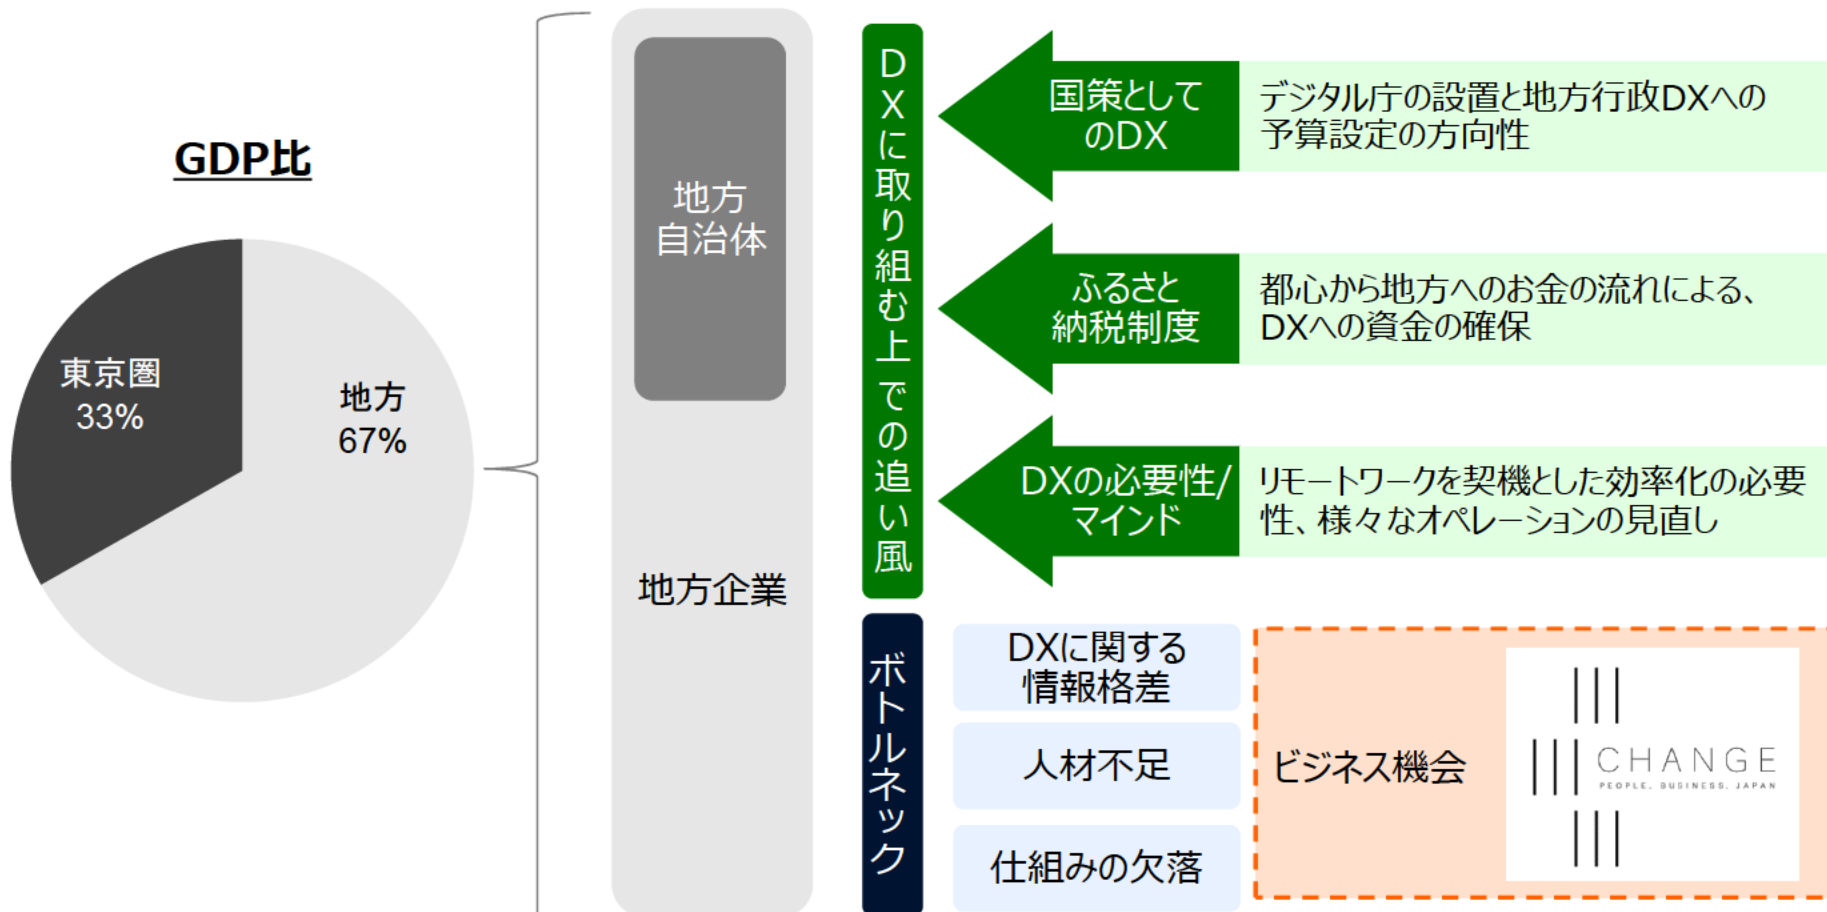 GDP比
東京圏
33%
地方
67%
地方
自治体
地方企業
DXに取り組む上での追い風
国策として
のDX
デジタル庁の設置と地方行政DXへの
予算設定の方向性
ふるさと
納税制度
都心から地方へのお金の流れによる、
DXへの資金の確保
DXの必要性/
マインド
リモートワークを契機とした効率化の必要
性、様々なオペレーションの見直し
ボトルネック
DXに関する
情報格差
人材不足
仕組みの欠落
ビジネス機会
CHANGE
PEOPLE, BUSINESS, JAPAN